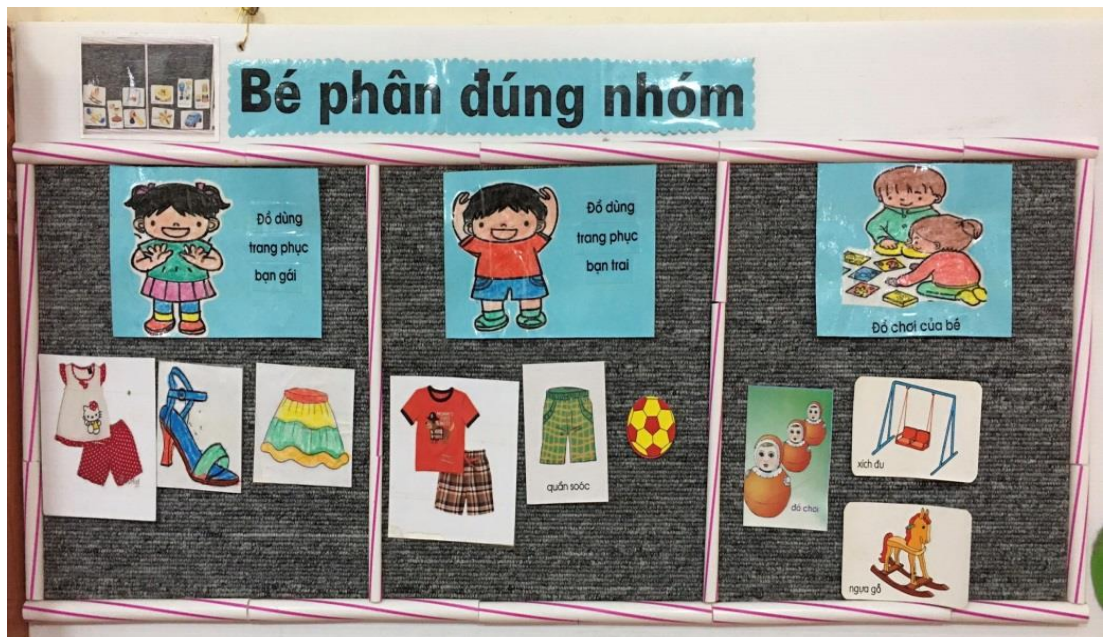 Bé phân đúng nhóm
Đồ dùng
trang phục
bạn gái
Đồ dùng
trang phục
bạn trai
Đồ chơi của bé
quần soóc
đồ chơi
xích đu
ngựa gỗ